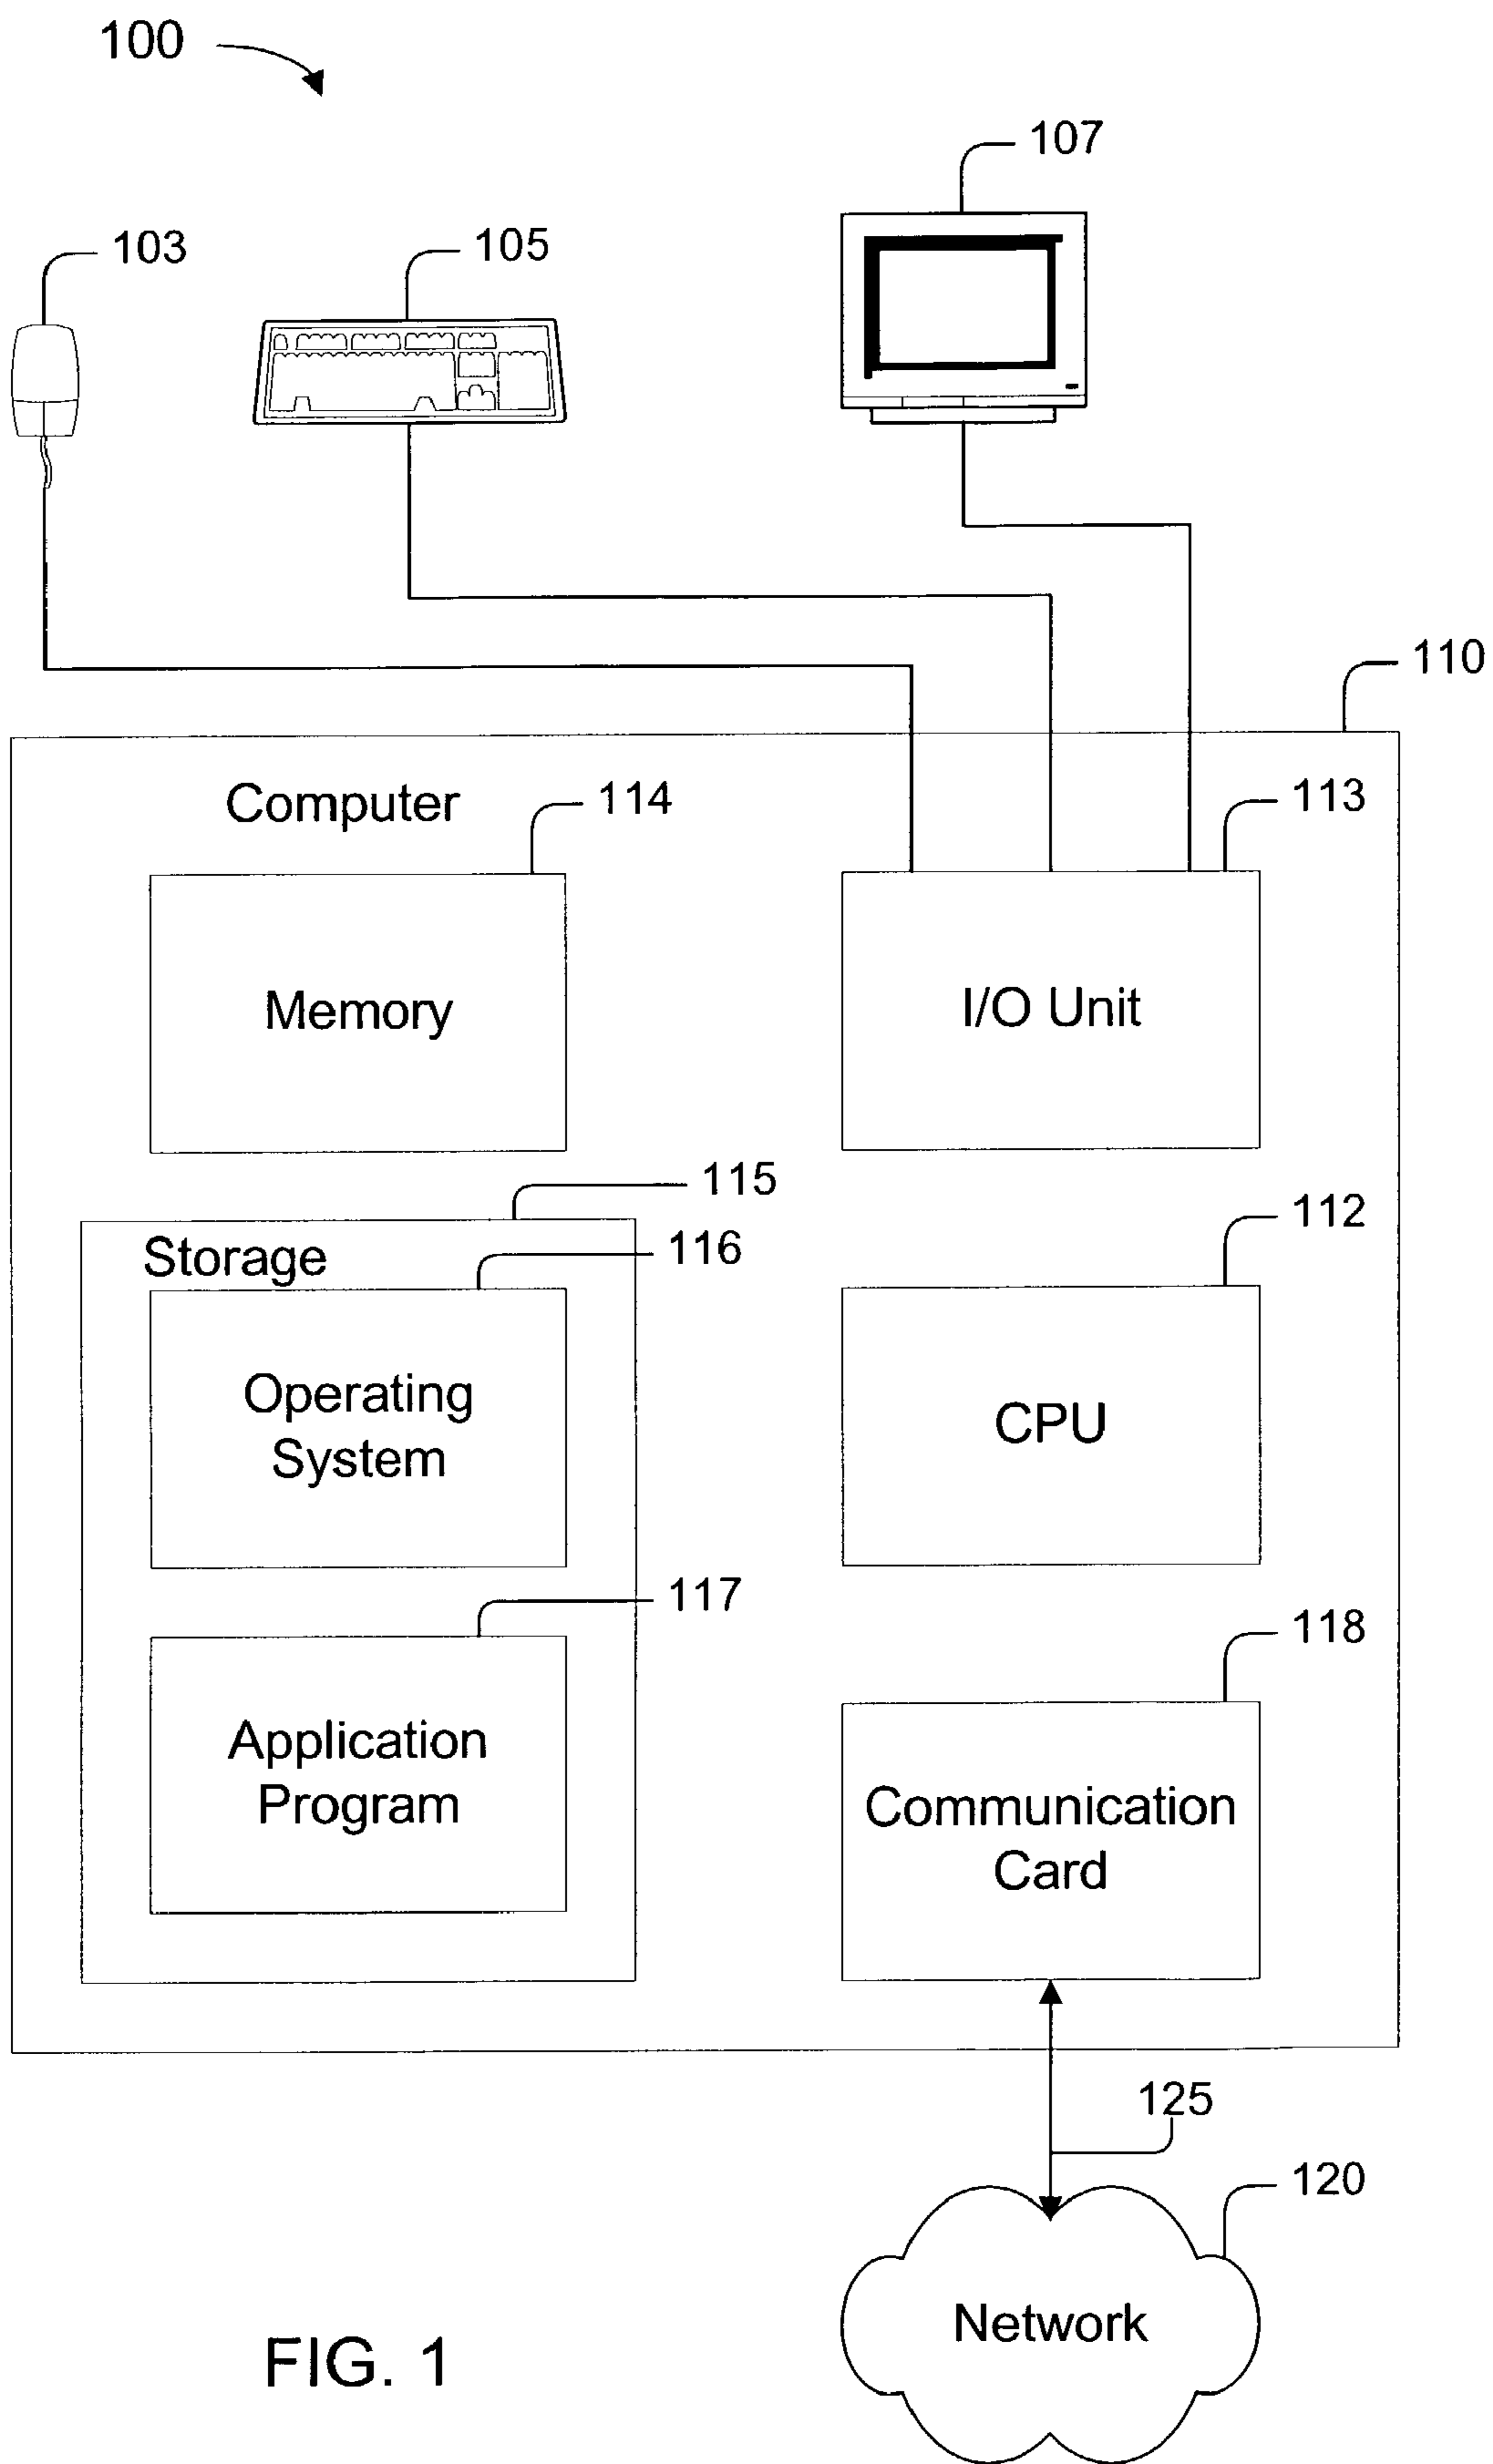 100
107
103
105
110
Computer
114
113
Memory
I/O Unit
115
112
Storage
116
Operating
System
CPU
117
118
Application
Program
Communication
Card
125
120
Network
FIG. 1